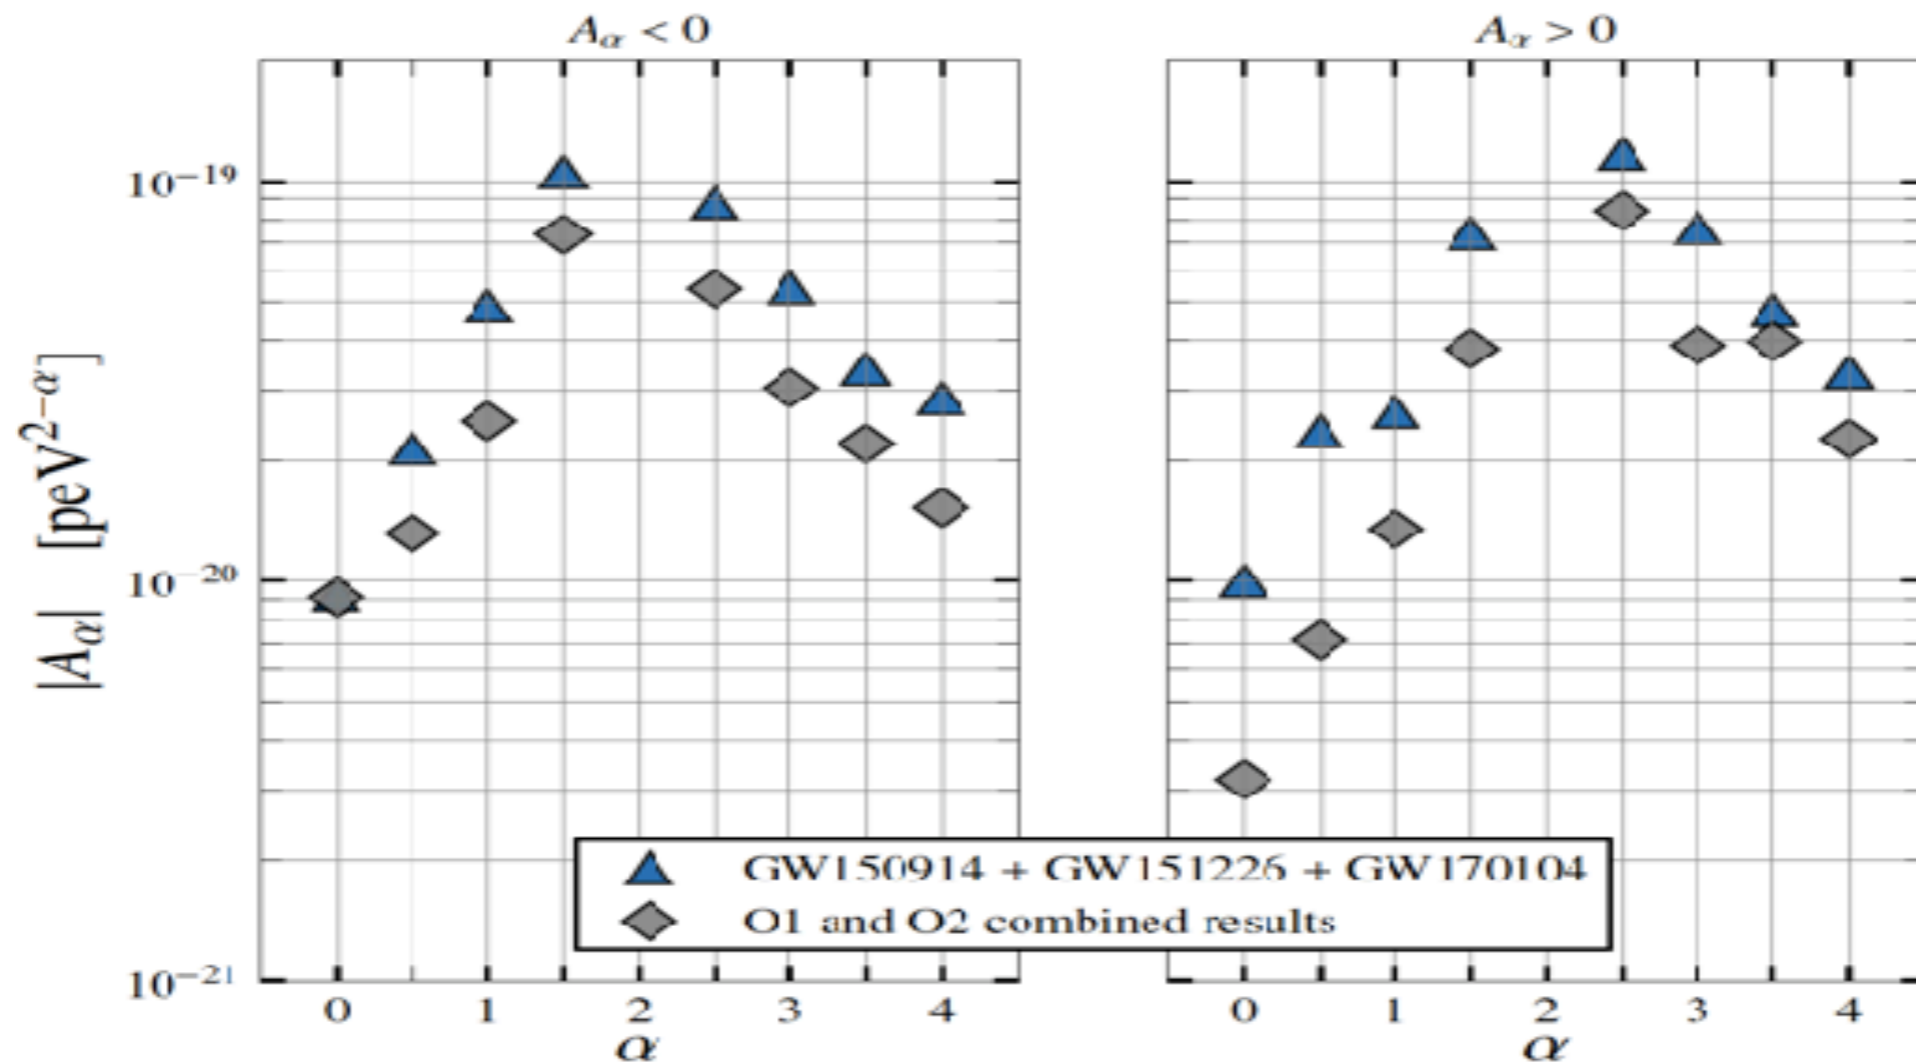 A_α < 0
A_α > 0
10^−19
10^−20
10^−21
|A_α| [peV^2−α]
0 1 2 3 4
0 1 2 3 4
α
α
GW150914 + GW151226 + GW170104
O1 and O2 combined results